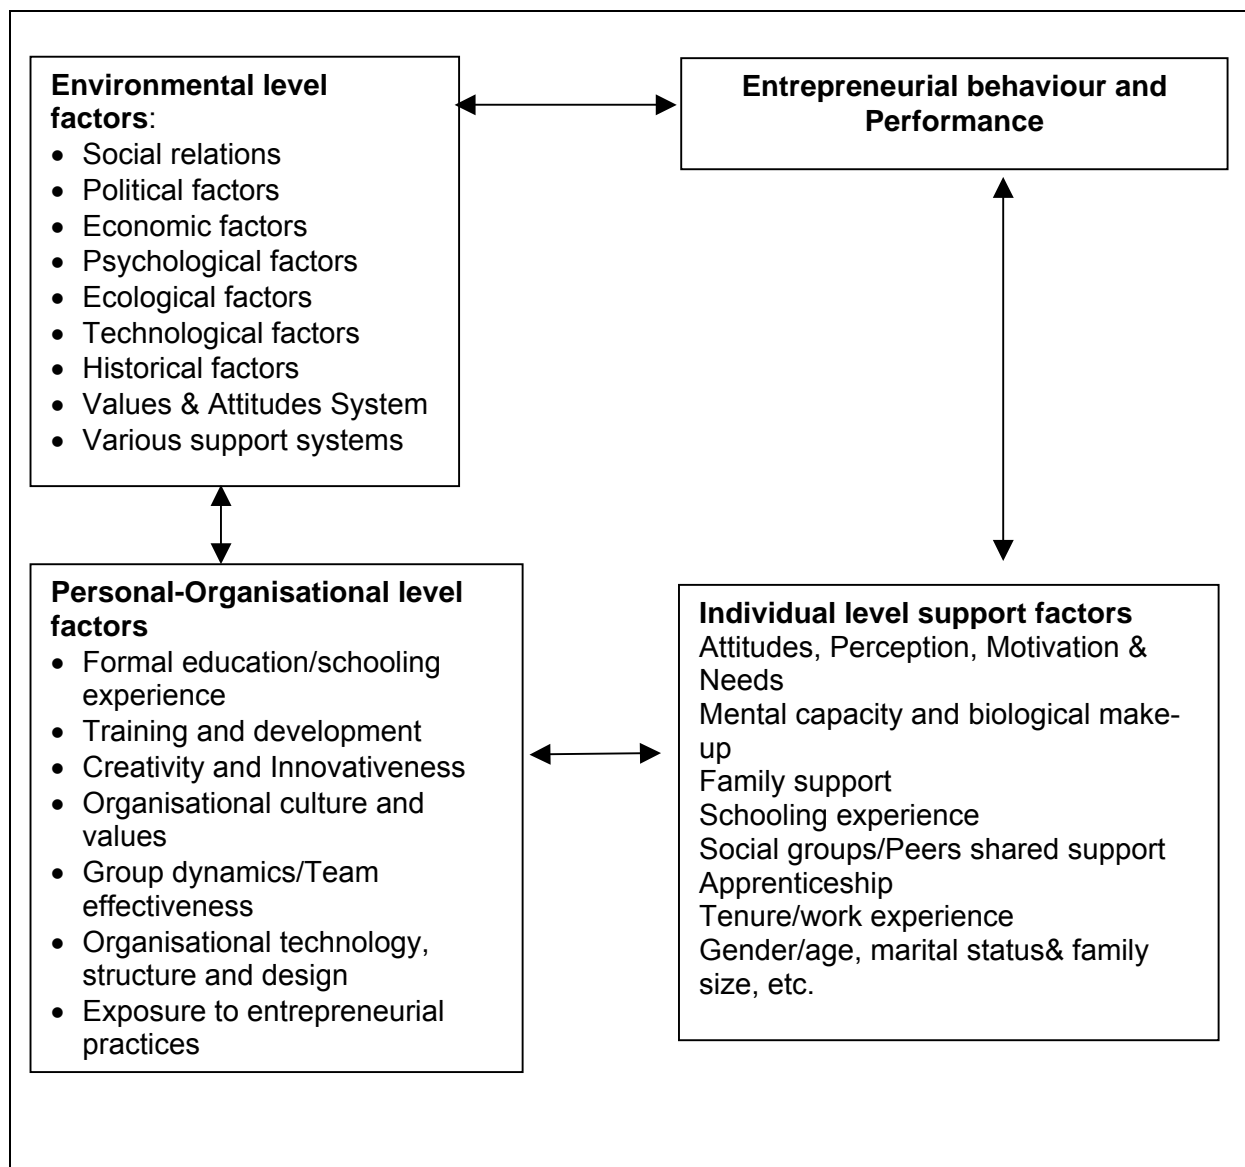 Environmental level
factors:
• Social relations
• Political factors
• Economic factors
• Psychological factors
• Ecological factors
• Technological factors
• Historical factors
• Values & Attitudes System
• Various support systems
Entrepreneurial behaviour and
Performance
Personal-Organisational level
factors
• Formal education/schooling
experience
• Training and development
• Creativity and Innovativeness
• Organisational culture and
values
• Group dynamics/Team
effectiveness
• Organisational technology,
structure and design
• Exposure to entrepreneurial
practices
Individual level support factors
Attitudes, Perception, Motivation &
Needs
Mental capacity and biological make-
up
Family support
Schooling experience
Social groups/Peers shared support
Apprenticeship
Tenure/work experience
Gender/age, marital status& family
size, etc.